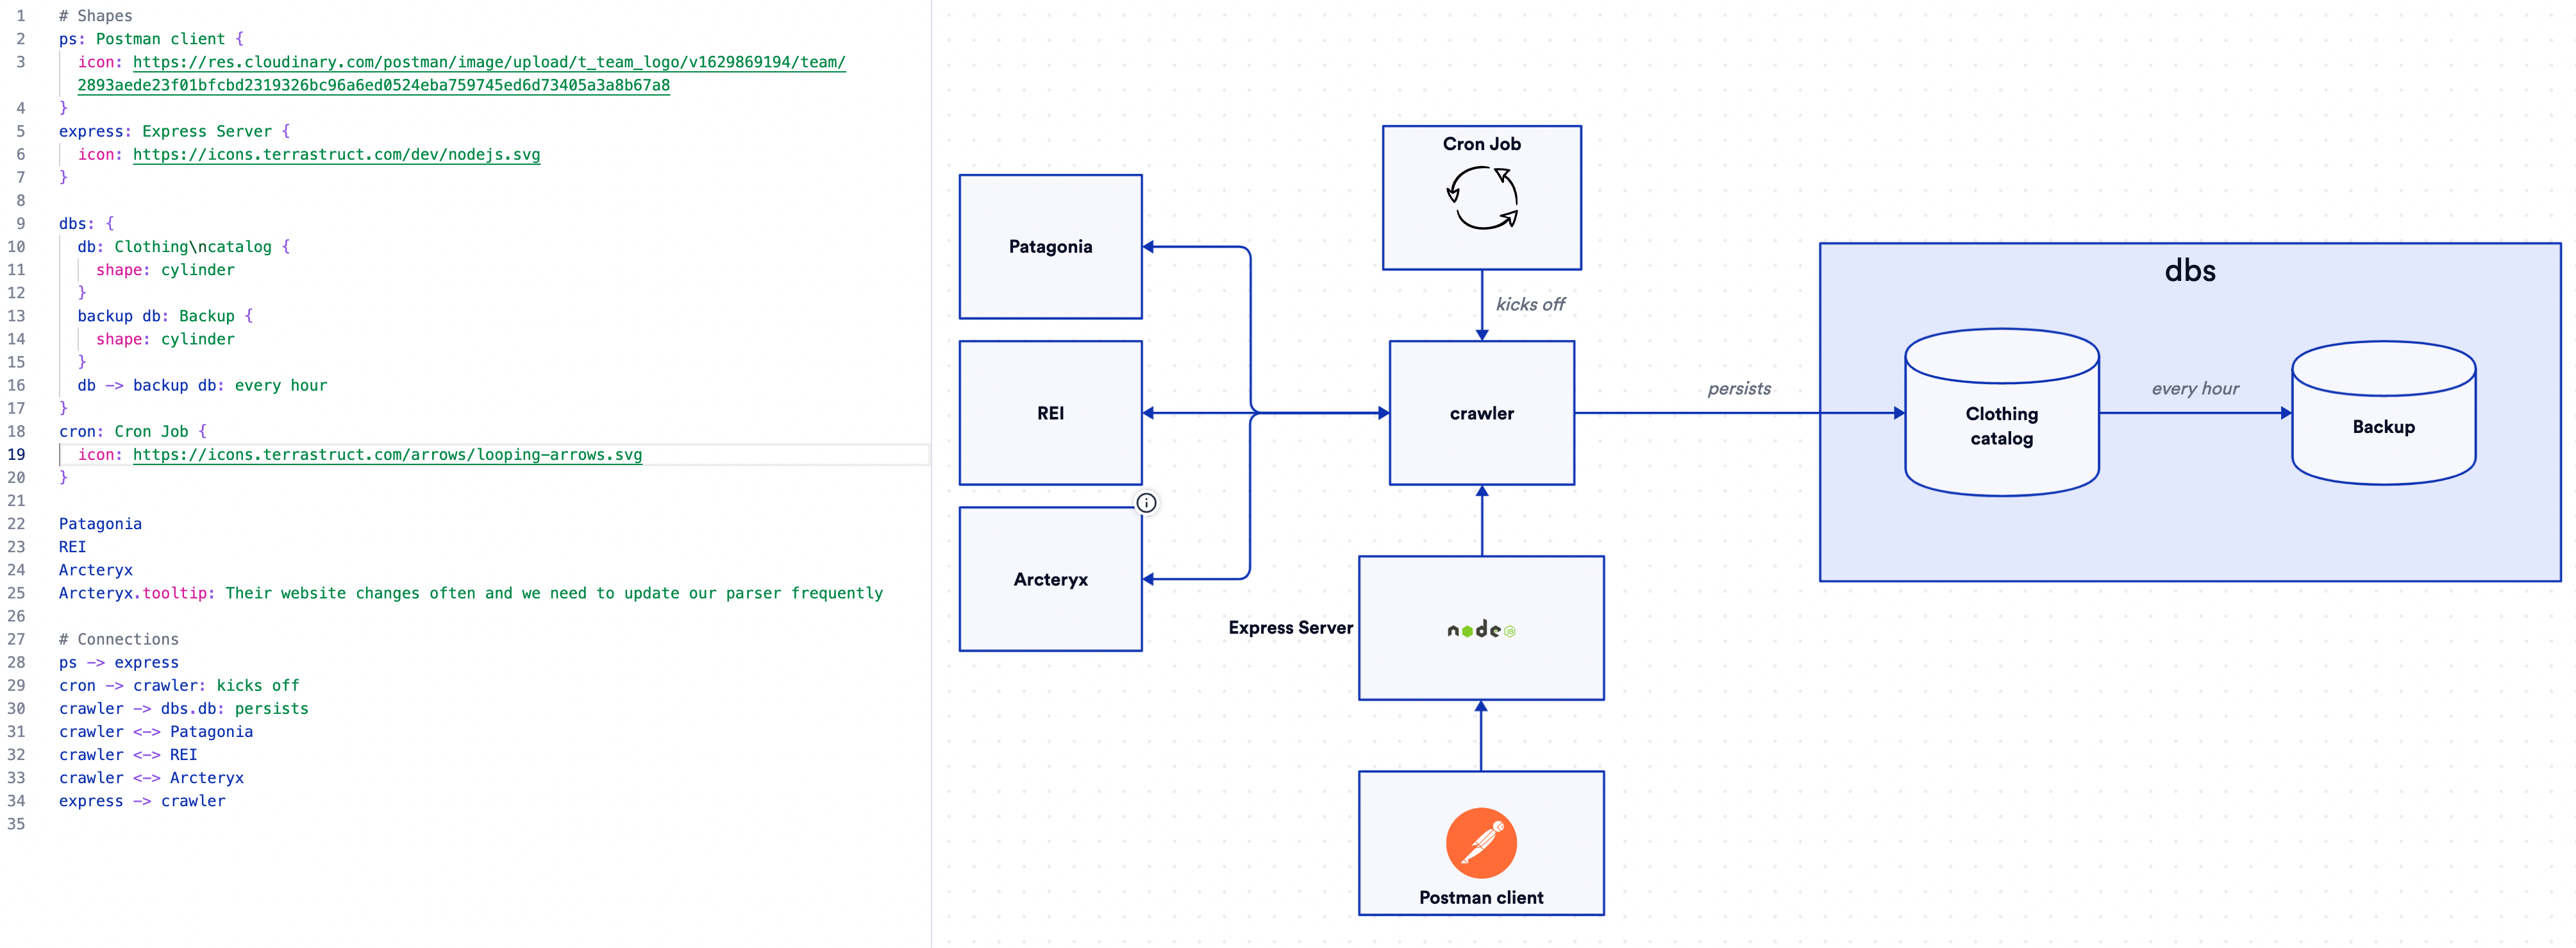 1 # Shapes
2 ps: Postman client {
3 icon: https://res.cloudinary.com/postman/image/upload/t_team_logo/v1629869194/team/
2893aede23f01bfcbd2319326bc96a6ed0524eba759745ed6d73405a3a8b67a8
4 }
5 express: Express Server {
6 icon: https://icons.terrastruct.com/dev/nodejs.svg
7 }
8
9 dbs: {
10 db: Clothing\ncatalog {
11 shape: cylinder
12 }
13 backup db: Backup {
14 shape: cylinder
15 }
16 db -> backup db: every hour
17 }
18 cron: Cron Job {
19 icon: https://icons.terrastruct.com/arrows/looping-arrows.svg
20 }
21
22 Patagonia
23 REI
24 Arcteryx
25 Arcteryx.tooltip: Their website changes often and we need to update our parser frequently
26
27 # Connections
28 ps -> express
29 cron -> crawler: kicks off
30 crawler -> dbs.db: persists
31 crawler <-> Patagonia
32 crawler <-> REI
33 crawler <-> Arcteryx
34 express -> crawler
35
Cron Job
Patagonia
kicks off
dbs
REI
crawler
persists
Clothing
catalog
every hour
Backup
Arcteryx
Express Server
node JS
Postman client